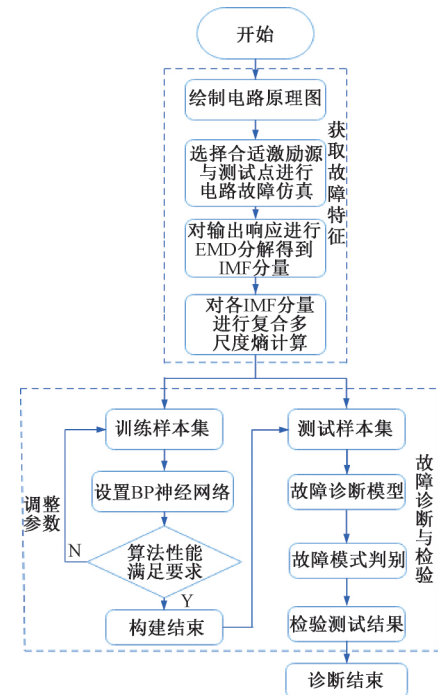 开始
绘制电路原理图
选择合适激励源
与测试点进行
电路故障仿真
对输出响应进行
EMD分解得到
IMF分量
对各IMF分量
进行复合多
尺度熵计算
获取故障特征
训练样本集
设置BP神经网络
算法性能
满足要求
N
Y
调整
参数
构建结束
测试样本集
故障诊断模型
故障模式判别
检验测试结果
故障诊断与检验
诊断结束